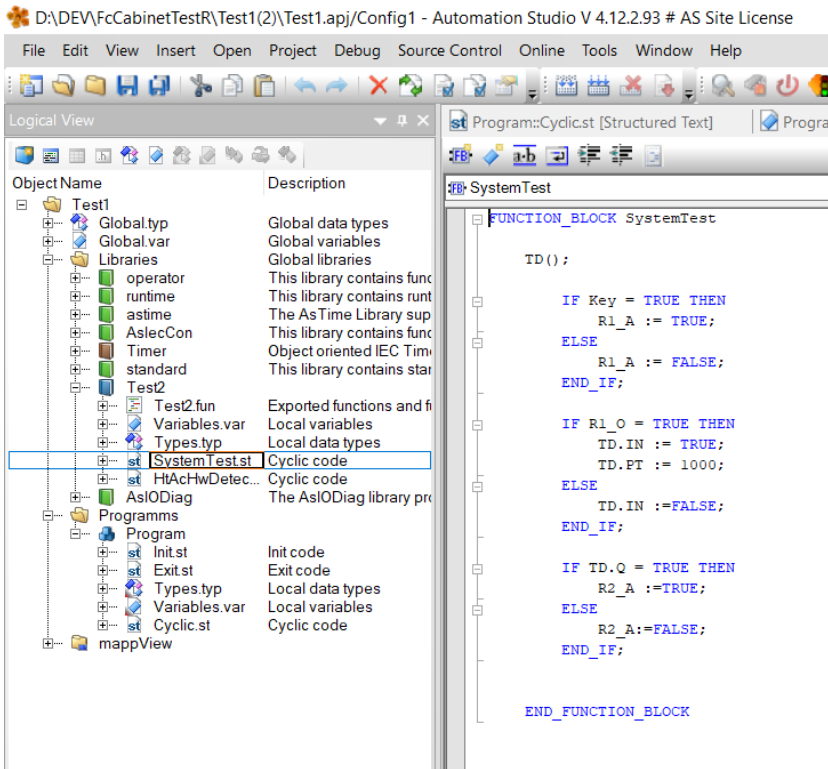 D:\DEV\FcCabinetTestR\Test1(2)\Test1.apj/Config1 - Automation Studio V 4.12.2.93 # AS Site License
File Edit View Insert Open Project Debug Source Control Online Tools Window Help
Logical View
Object Name Description
Test1
Global.typ Global data types
Global.var Global variables
Libraries Global libraries
operator This library contains func
runtime This library contains runt
astime The AsTime Library sup
AsIecCon This library contains func
Timer Object oriented IEC Time
standard This library contains star
Test2
Test2.fun Exported functions and fu
Variables.var Local variables
Types.typ Local data types
SystemTest.st Cyclic code
HtAcHwDetec... Cyclic code
AsIODiag The AsIODiag library pro
Programms
Program
Init.st Init code
Exit.st Exit code
Types.typ Local data types
Variables.var Local variables
Cyclic.st Cyclic code
mappView
st Program::Cyclic.st [Structured Text] Progra
FB SystemTest
FUNCTION_BLOCK SystemTest
TD();
IF Key = TRUE THEN
R1_A := TRUE;
ELSE
R1_A := FALSE;
END_IF;
IF R1_O = TRUE THEN
TD.IN := TRUE;
TD.PT := 1000;
ELSE
TD.IN :=FALSE;
END_IF;
IF TD.Q = TRUE THEN
R2_A :=TRUE;
ELSE
R2_A:=FALSE;
END_IF;
END_FUNCTION_BLOCK